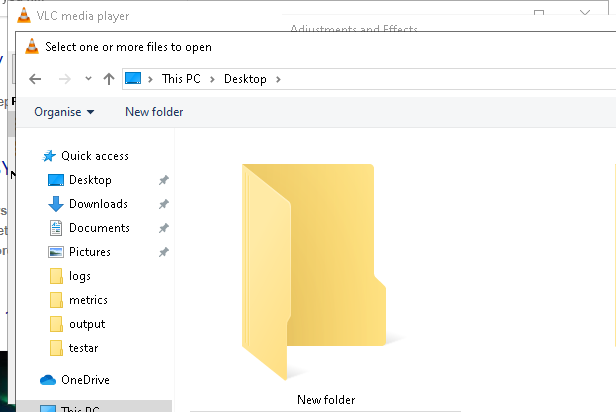 VLC media player
Adjustments and Effects
Select one or more files to open
This PC > Desktop >
Organise New folder
Quick access
Desktop
Downloads
Documents
Pictures
logs
metrics
output
testar
OneDrive
This PC
New folder